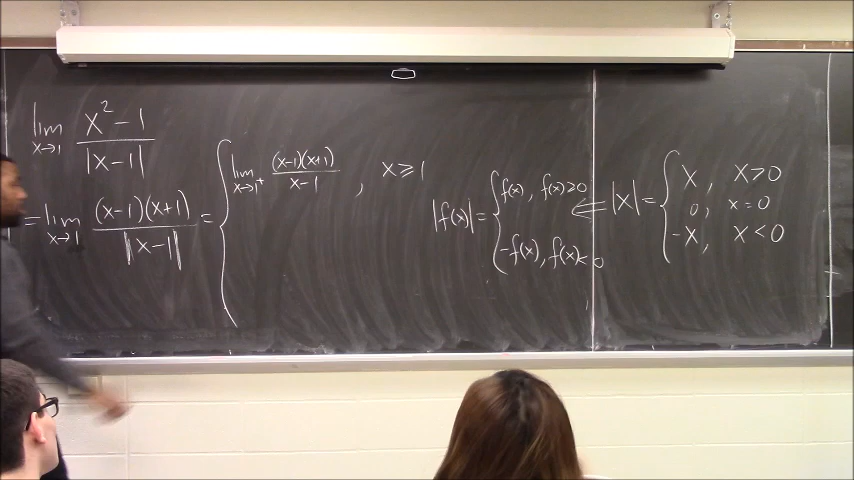 lim x→1 x² - 1 / |x - 1|
= lim x→1 (x-1)(x+1) / |x-1| = { lim x→1⁺ (x-1)(x+1) / x-1 , x ≥ 1
|f(x)| = { f(x), f(x) ≥ 0
-f(x), f(x) < 0
⇐ |x| = { x, x > 0
0, x = 0
-x, x < 0